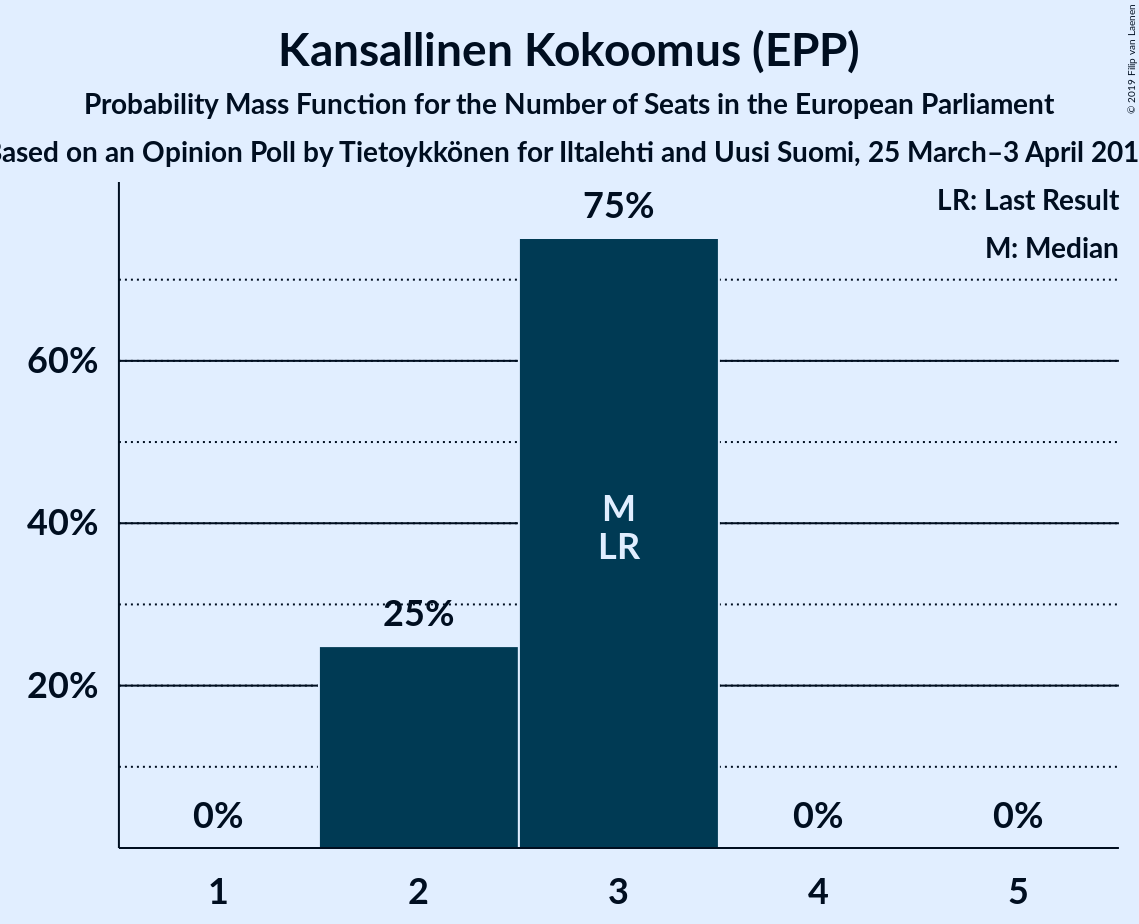 Kansallinen Kokoomus (EPP)
Probability Mass Function for the Number of Seats in the European Parliament
on an Opinion Poll by Tietoykkönen for Iltalehti and Uusi Suomi, 25 March–3 April
© 2019 Filip van Laenen
LR: Last Result
M: Median
75%
60%
M
40%
LR
25%
20%
0%
0%
0%
1
2
3
4
5